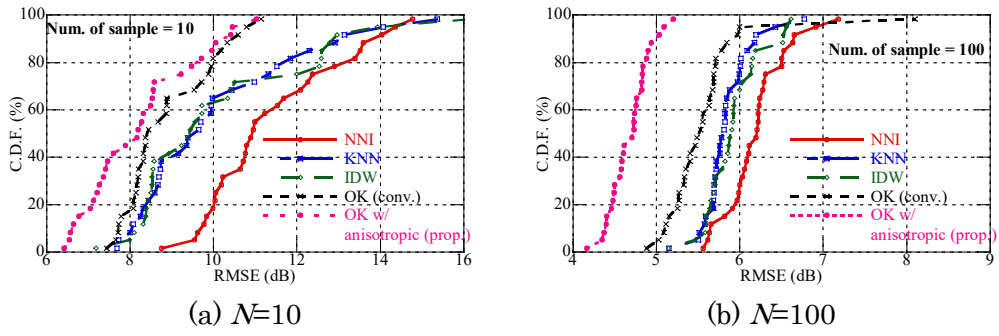 Num. of sample = 10
C.D.F. (%)
100
80
60
40
20
0
NNI
KNN
IDW
OK (conv.)
OK w/
anisotropic (prop.)
6 8 10 12 14 16
RMSE (dB)
(a) N=10
Num. of sample = 100
C.D.F. (%)
100
80
60
40
20
0
NNI
KNN
IDW
OK (conv.)
OK w/
anisotropic (prop.)
4 5 6 7 8 9
RMSE (dB)
(b) N=100